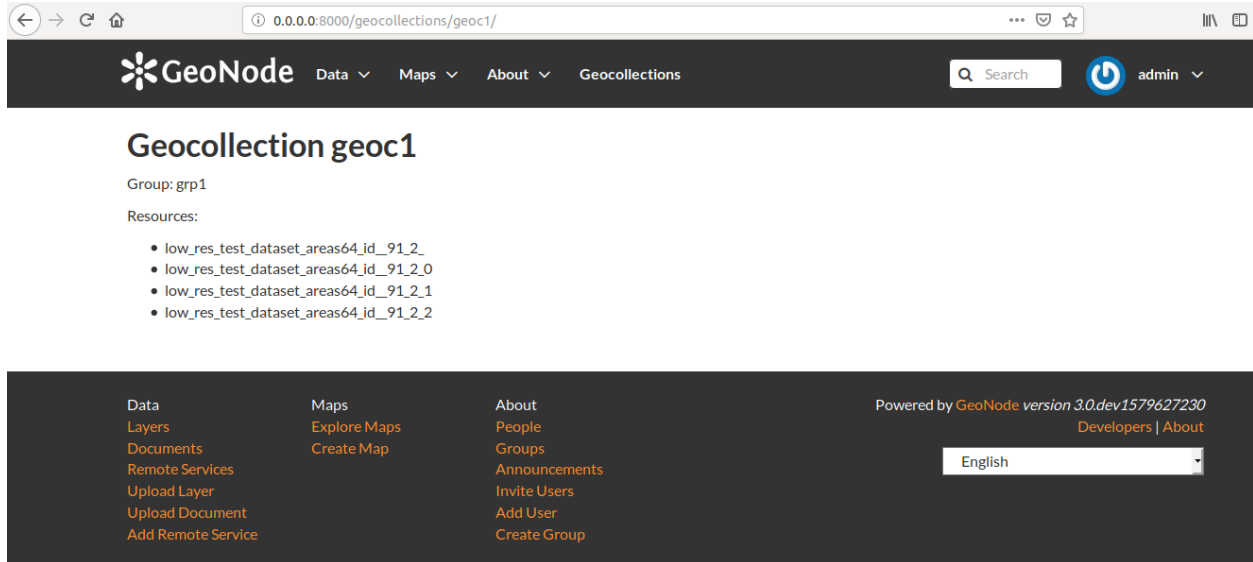 0.0.0.0:8000/geocollections/geoc1/
GeoNode Data Maps About Geocollections Search admin
Geocollection geoc1
Group: grp1
Resources:
• low_res_test_dataset_areas64_id__91_2_
• low_res_test_dataset_areas64_id__91_2_0
• low_res_test_dataset_areas64_id__91_2_1
• low_res_test_dataset_areas64_id__91_2_2
Data
Layers
Documents
Remote Services
Upload Layer
Upload Document
Add Remote Service
Maps
Explore Maps
Create Map
About
People
Groups
Announcements
Invite Users
Add User
Create Group
Powered by GeoNode version 3.0.dev1579627230
Developers | About
English